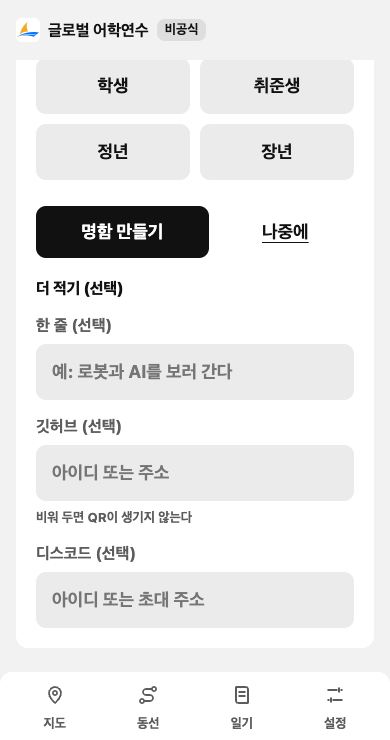 글로벌 어학연수 비공식
학생 취준생
정년 장년
명함 만들기 나중에
더 적기 (선택)
한 줄 (선택)
예: 로봇과 AI를 보러 간다
깃허브 (선택)
아이디 또는 주소
비워 두면 QR이 생기지 않는다
디스코드 (선택)
아이디 또는 초대 주소
지도 동선 일기 설정